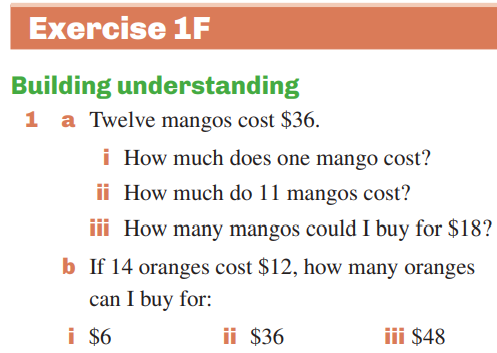 Exercise 1F
Building understanding
1 a Twelve mangos cost $36.
i How much does one mango cost?
ii How much do 11 mangos cost?
iii How many mangos could I buy for $18?
b If 14 oranges cost $12, how many oranges
can I buy for:
i $6 ii $36 iii $48